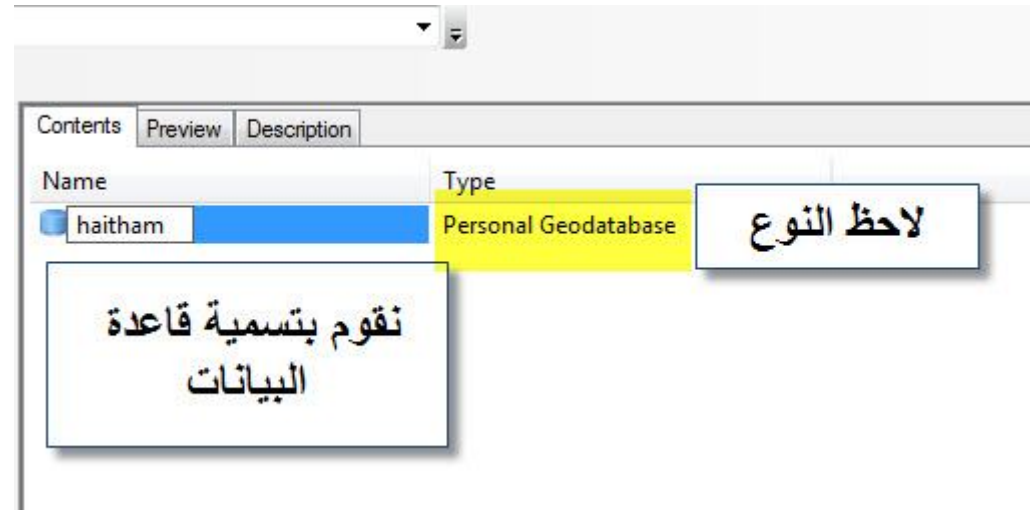 Contents Preview Description
Name Type
haitham Personal Geodatabase
لاحظ النوع
نقوم بتسمية قاعدة
البيانات